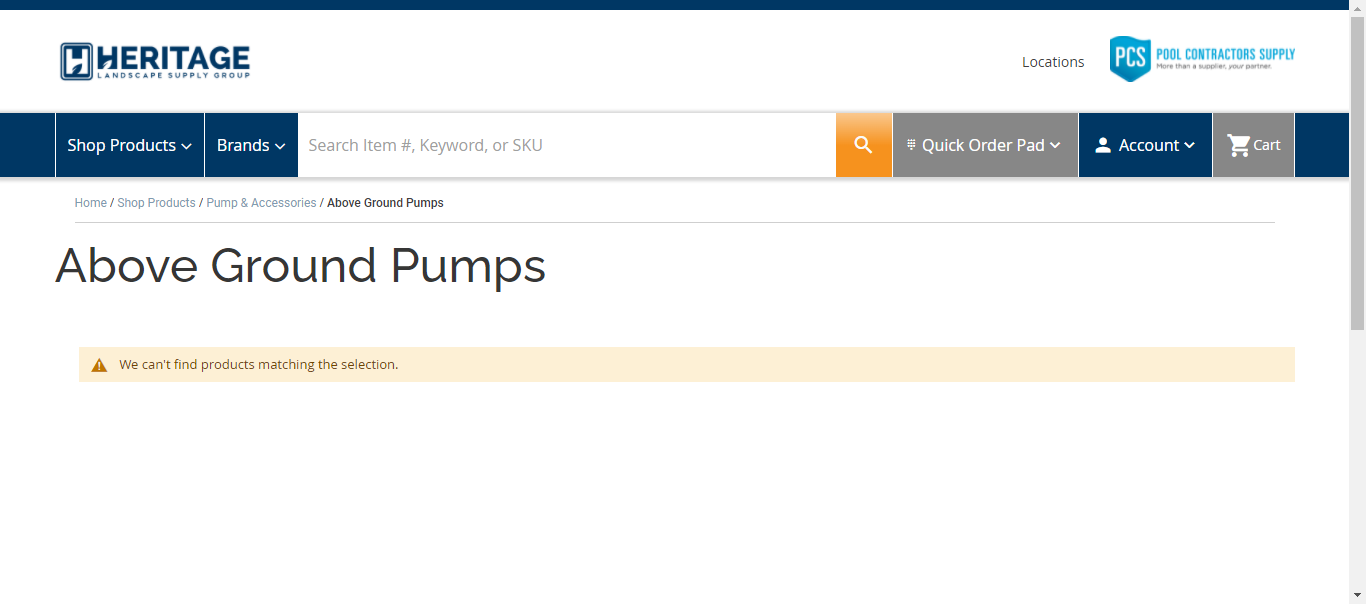 HERITAGE
LANDSCAPE SUPPLY GROUP
Locations
PCS POOL CONTRACTORS SUPPLY
More than a supplier, your partner.
Shop Products Brands Search Item #, Keyword, or SKU Quick Order Pad Account Cart
Home / Shop Products / Pump & Accessories / Above Ground Pumps
Above Ground Pumps
We can't find products matching the selection.